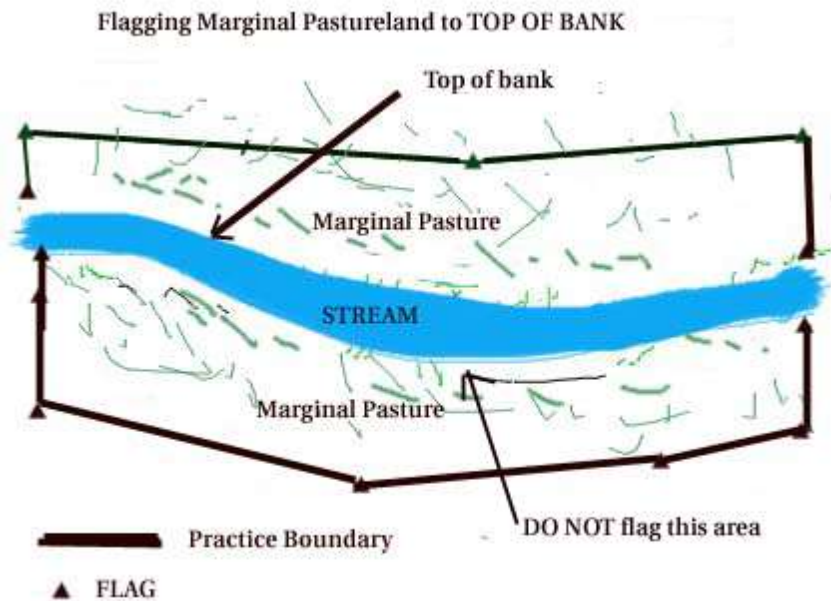 Flagging Marginal Pastureland to TOP OF BANK
Top of bank
Marginal Pasture
STREAM
Marginal Pasture
DO NOT flag this area
Practice Boundary
FLAG